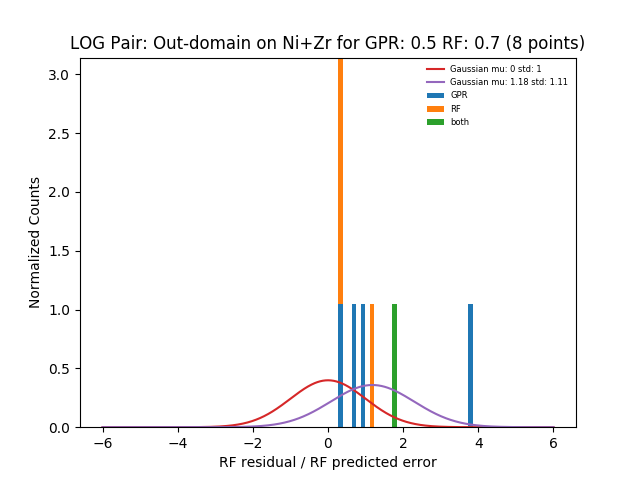 LOG Pair: Out-domain on Ni+Zr for GPR: 0.5 RF: 0.7 (8 points)
Gaussian mu: 0 std: 1
Gaussian mu: 1.18 std: 1.11
GPR
RF
both
Normalized Counts
3.0
2.5
2.0
1.5
1.0
0.5
0.0
−6 −4 −2 0 2 4 6
RF residual / RF predicted error